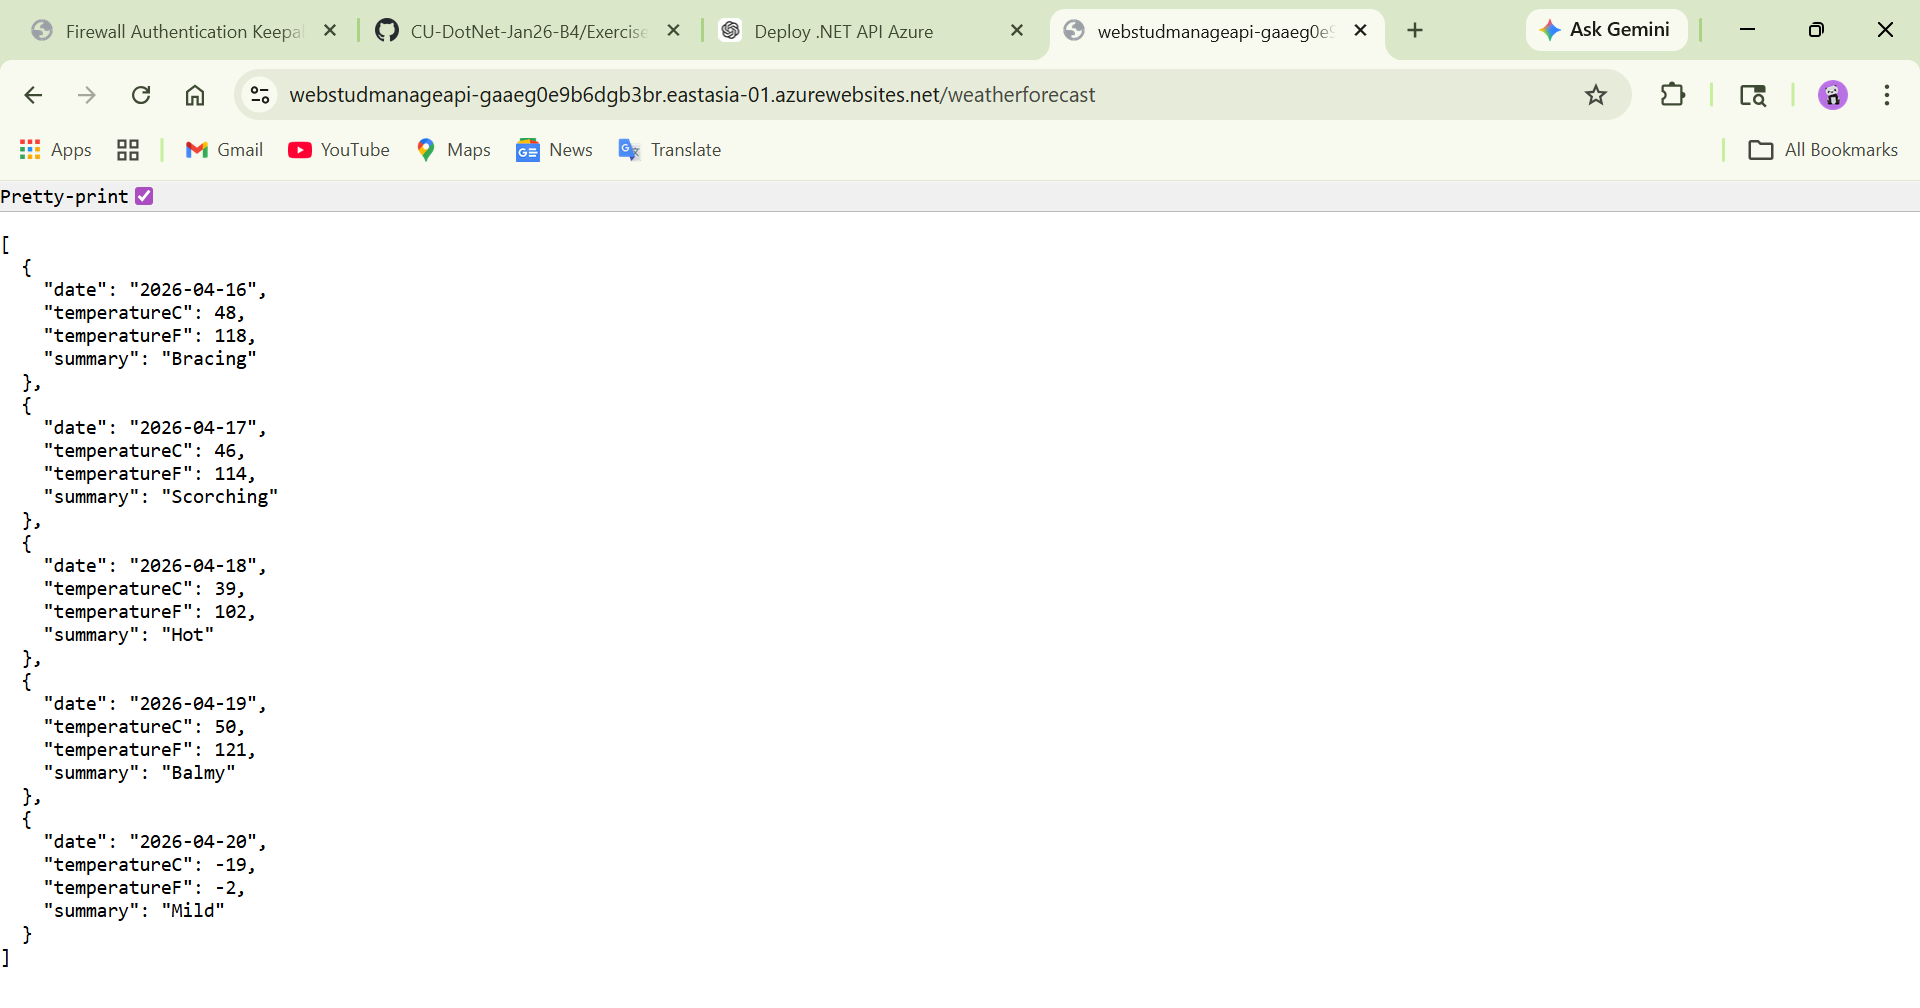 Firewall Authentication Keepal
CU-DotNet-Jan26-B4/Exercise
Deploy .NET API Azure
webstudmanageapi-gaaeg0e9
Ask Gemini
webstudmanageapi-gaaeg0e9b6dgb3br.eastasia-01.azurewebsites.net/weatherforecast
Apps
Gmail
YouTube
Maps
News
Translate
All Bookmarks
Pretty-print
[
  {
    "date": "2026-04-16",
    "temperatureC": 48,
    "temperatureF": 118,
    "summary": "Bracing"
  },
  {
    "date": "2026-04-17",
    "temperatureC": 46,
    "temperatureF": 114,
    "summary": "Scorching"
  },
  {
    "date": "2026-04-18",
    "temperatureC": 39,
    "temperatureF": 102,
    "summary": "Hot"
  },
  {
    "date": "2026-04-19",
    "temperatureC": 50,
    "temperatureF": 121,
    "summary": "Balmy"
  },
  {
    "date": "2026-04-20",
    "temperatureC": -19,
    "temperatureF": -2,
    "summary": "Mild"
  }
]